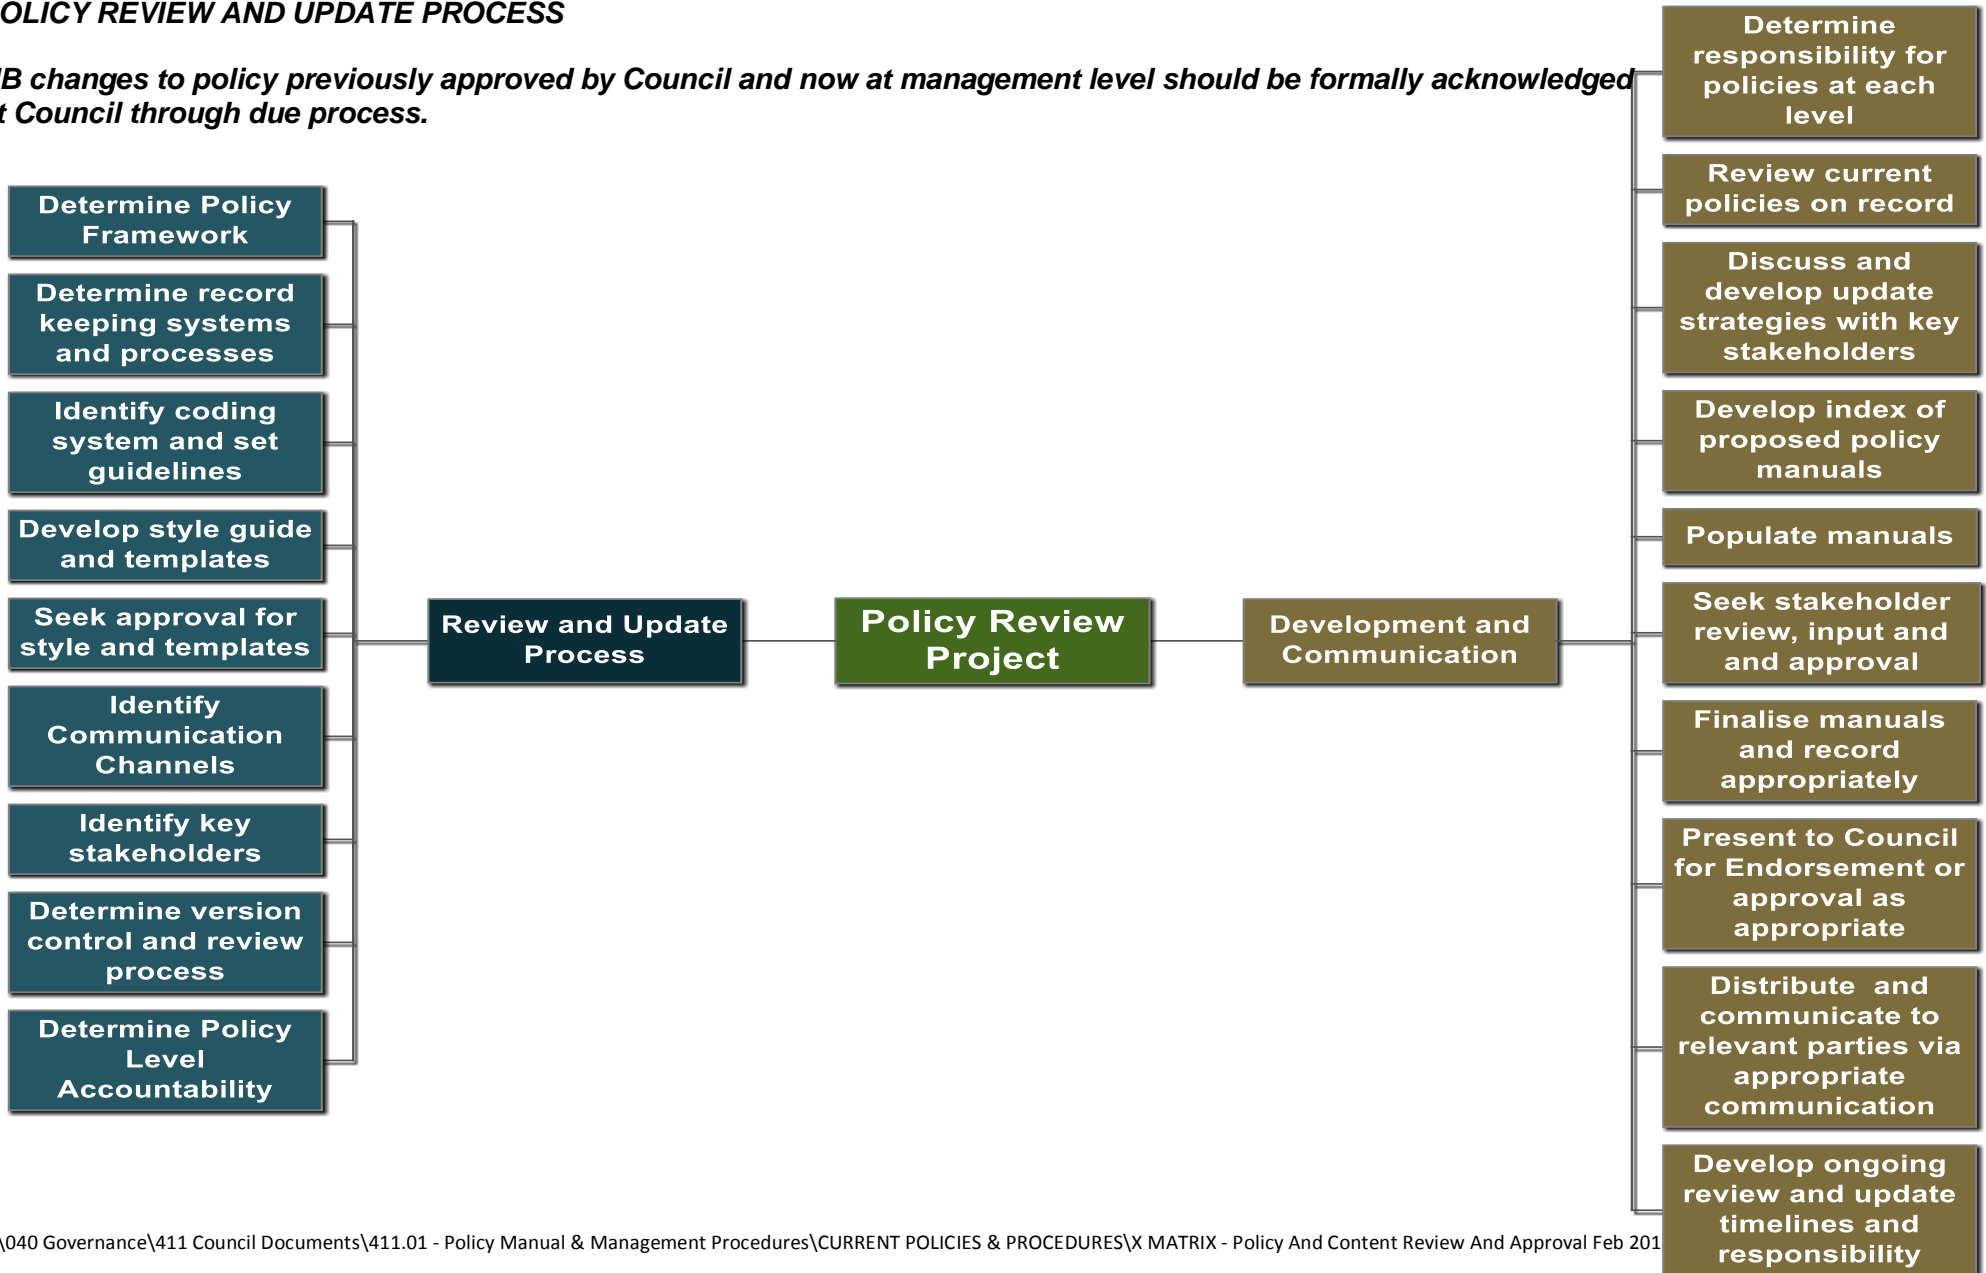 OLICY REVIEW AND UPDATE PROCESS
B changes to policy previously approved by Council and now at management level should be formally acknowledged
t Council through due process.
Determine Policy
Framework
Determine record
keeping systems
and processes
Identify coding
system and set
guidelines
Develop style guide
and templates
Seek approval for
style and templates
Identify
Communication
Channels
Identify key
stakeholders
Determine version
control and review
process
Determine Policy
Level
Accountability
Review and Update
Process
Policy Review
Project
Development and
Communication
Determine
responsibility for
policies at each
level
Review current
policies on record
Discuss and
develop update
strategies with key
stakeholders
Develop index of
proposed policy
manuals
Populate manuals
Seek stakeholder
review, input and
and approval
Finalise manuals
and record
appropriately
Present to Council
for Endorsement or
approval as
appropriate
Distribute  and
communicate to
relevant parties via
appropriate
communication
Develop ongoing
review and update
timelines and
responsibility
\040 Governance\411 Council Documents\411.01 - Policy Manual & Management Procedures\CURRENT POLICIES & PROCEDURES\X MATRIX - Policy And Content Review And Approval Feb 201